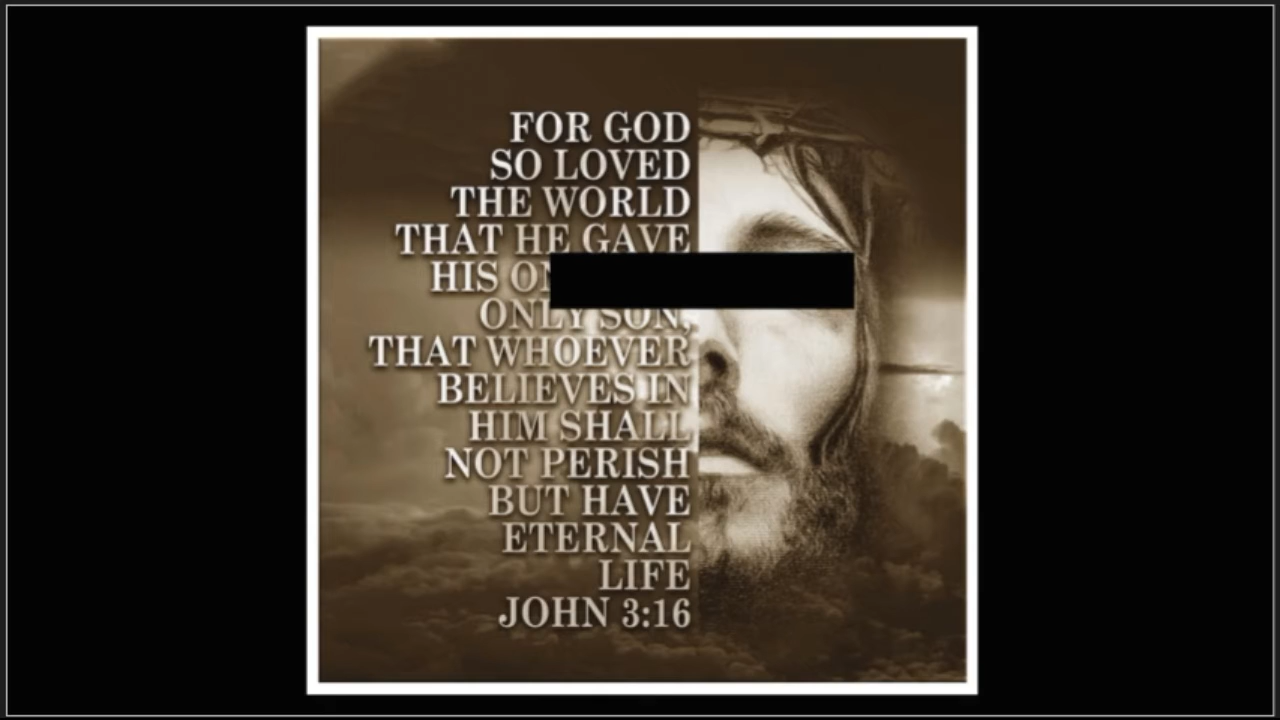 FOR GOD
SO LOVED
THE WORLD
THAT HE GAVE
HIS
ONLY SON,
THAT WHOEVER
BELIEVES IN
HIM SHALL
NOT PERISH
BUT HAVE
ETERNAL
LIFE
JOHN 3:16